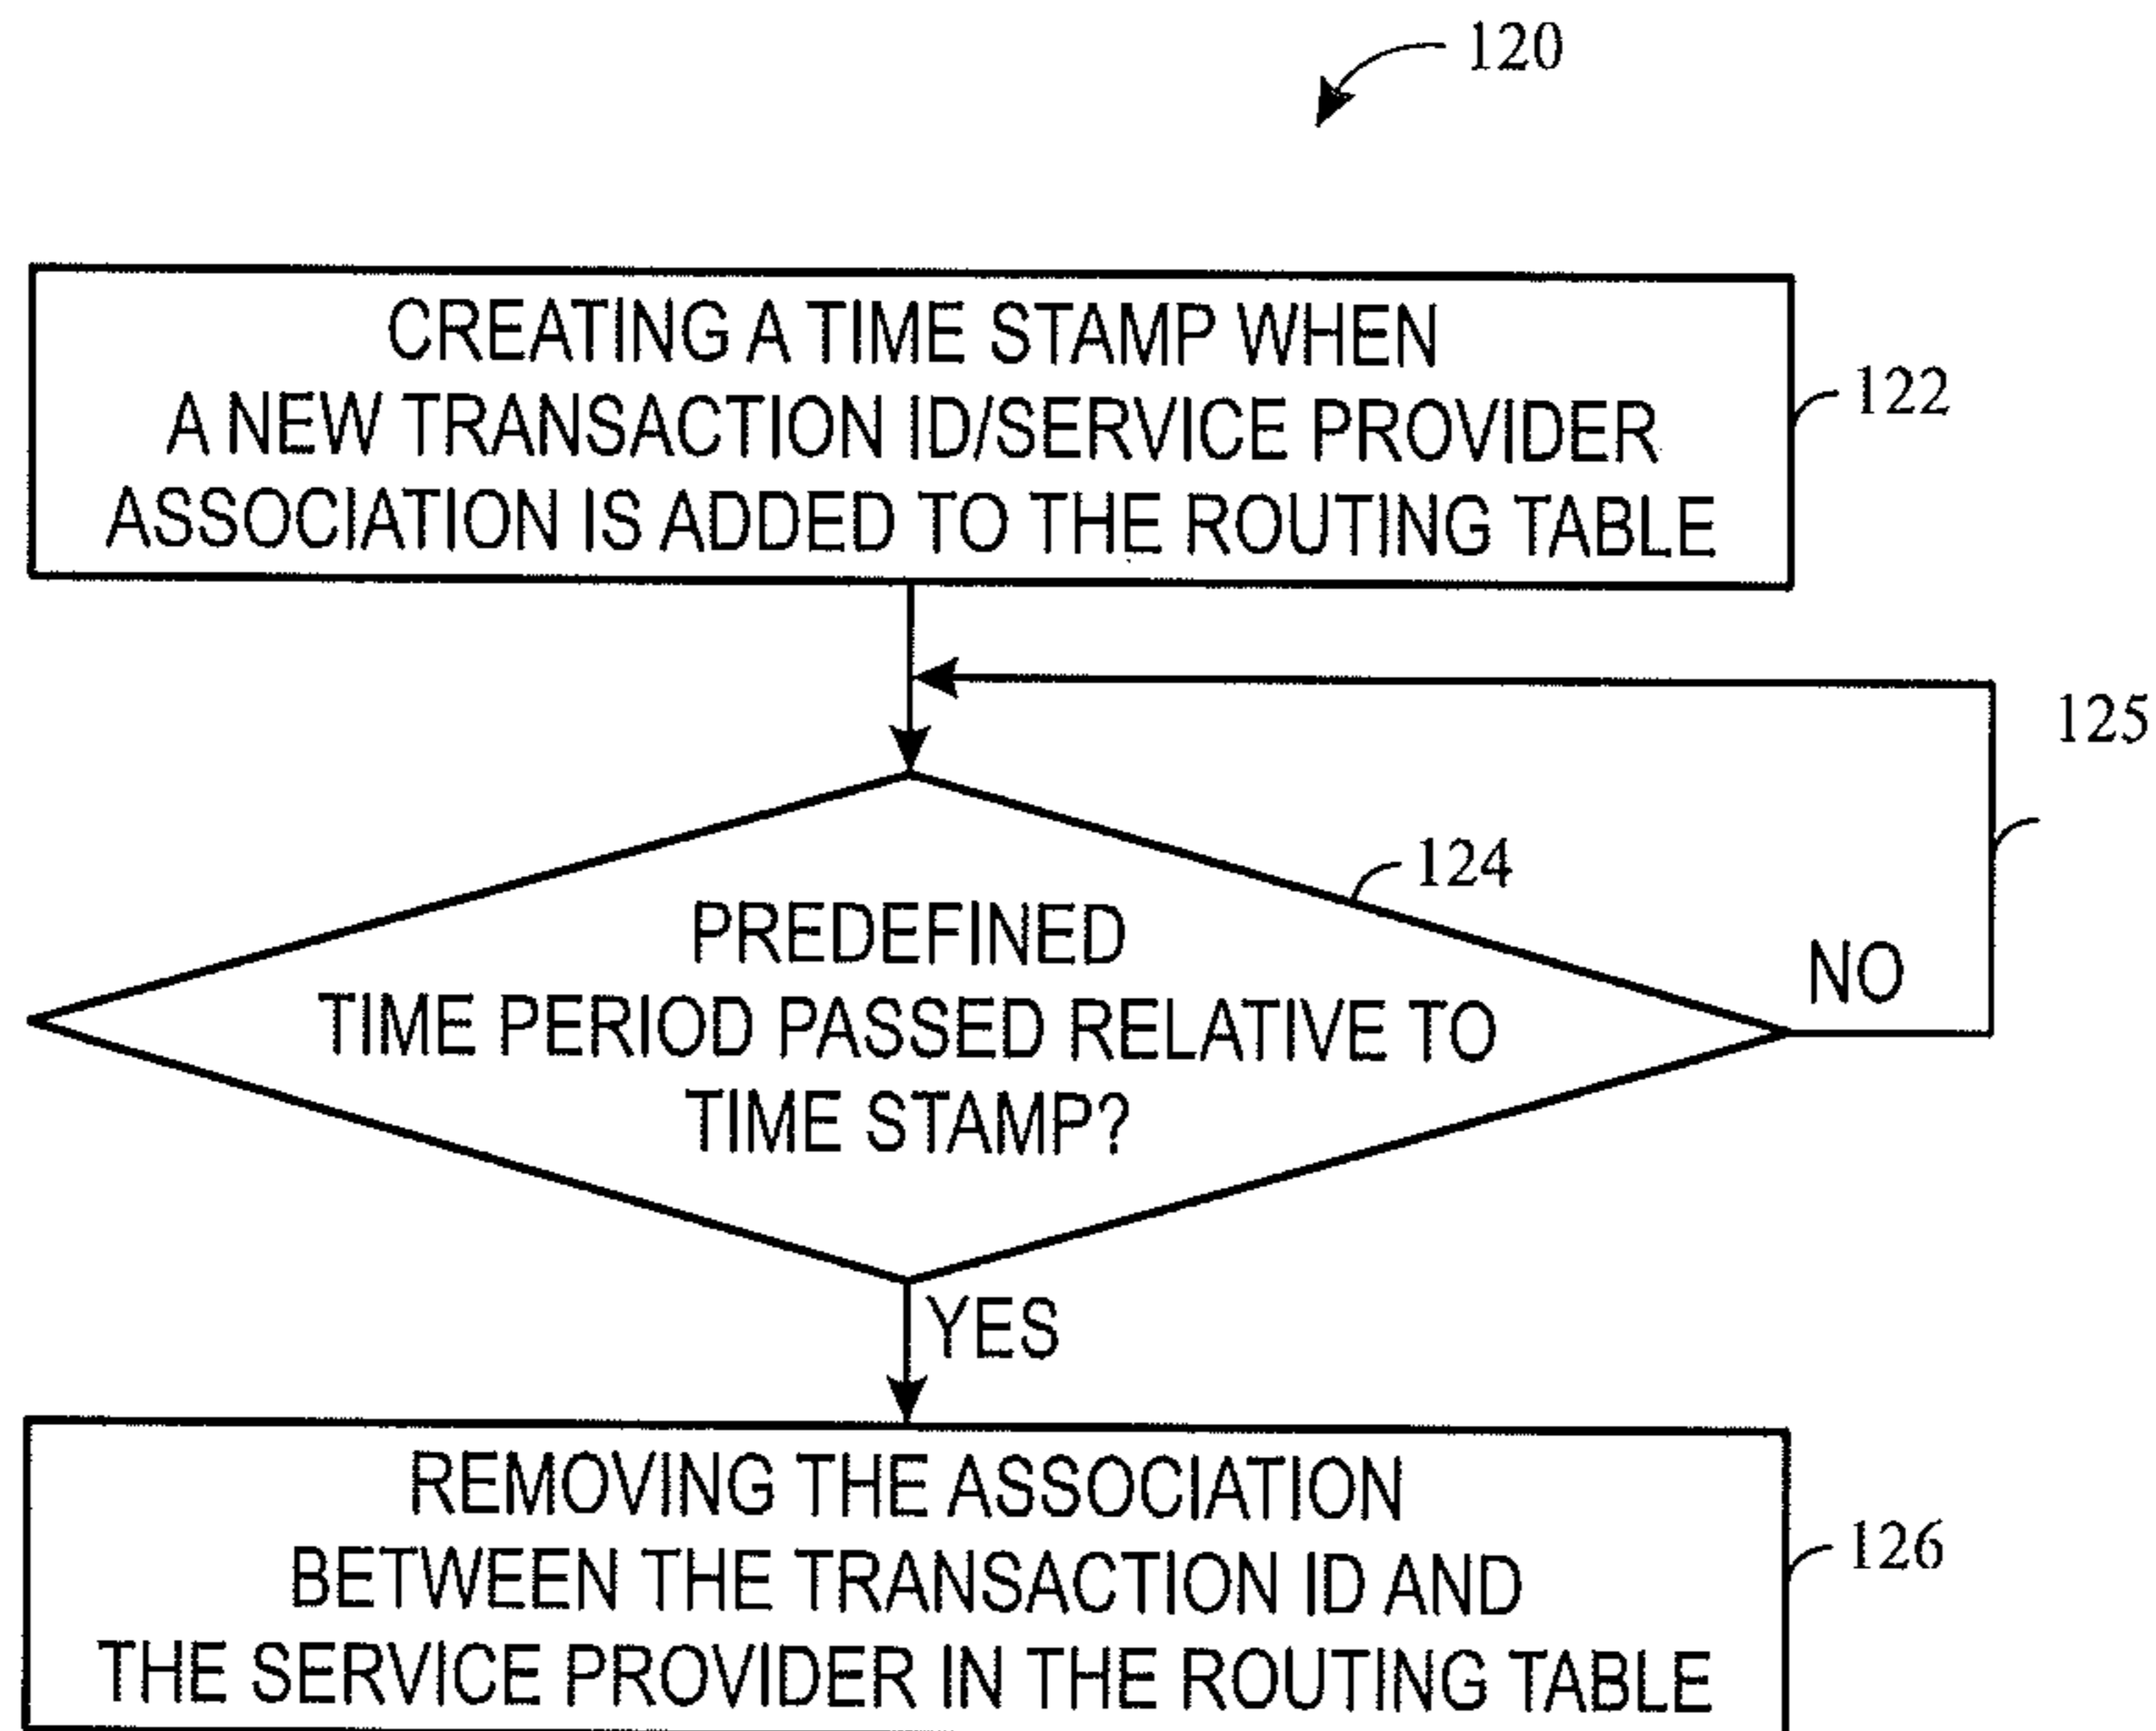 120
CREATING A TIME STAMP WHEN
A NEW TRANSACTION ID/SERVICE PROVIDER
ASSOCIATION IS ADDED TO THE ROUTING TABLE
122
125
124
PREDEFINED
TIME PERIOD PASSED RELATIVE TO
TIME STAMP?
NO
YES
REMOVING THE ASSOCIATION
BETWEEN THE TRANSACTION ID AND
THE SERVICE PROVIDER IN THE ROUTING TABLE
126